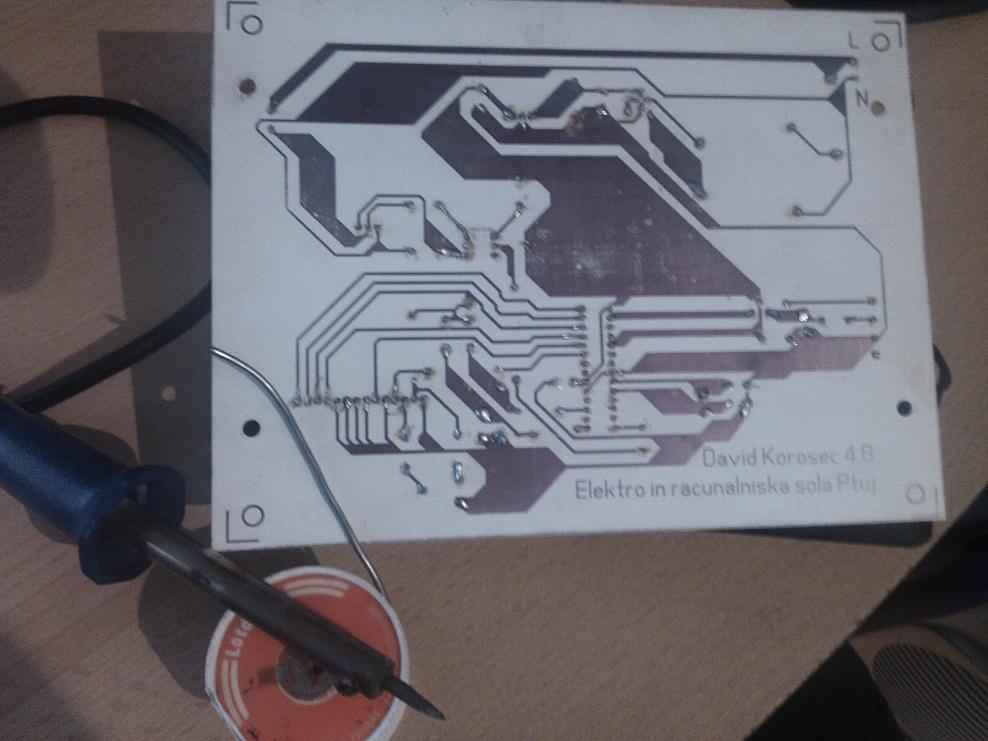 L
N
David Korosec 4.B
Elektro in racunalniska sola Ptuj